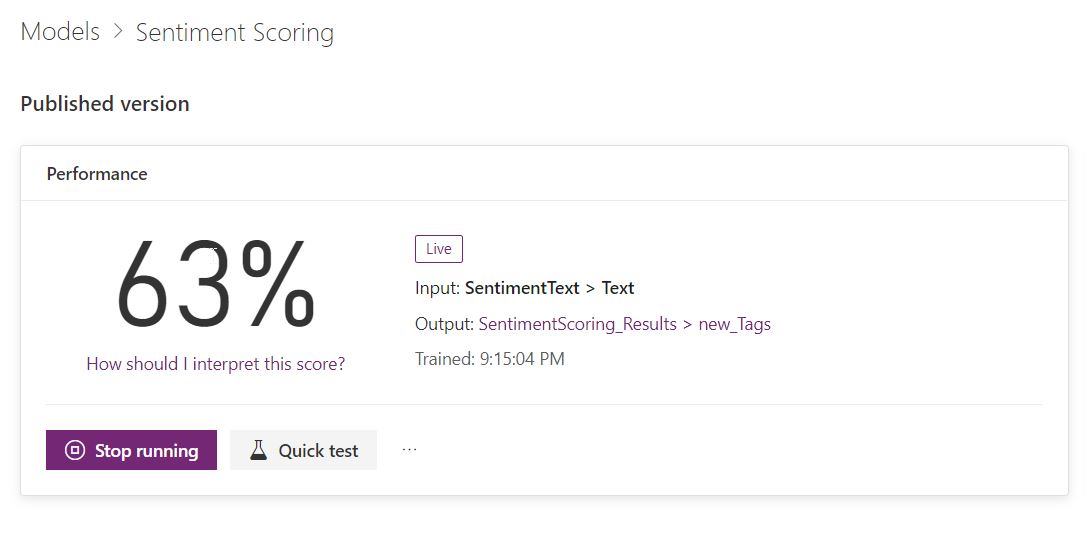 Models > Sentiment Scoring
Published version
Performance
63%
How should I interpret this score?
Live
Input: SentimentText > Text
Output: SentimentScoring_Results > new_Tags
Trained: 9:15:04 PM
Stop running
Quick test
...